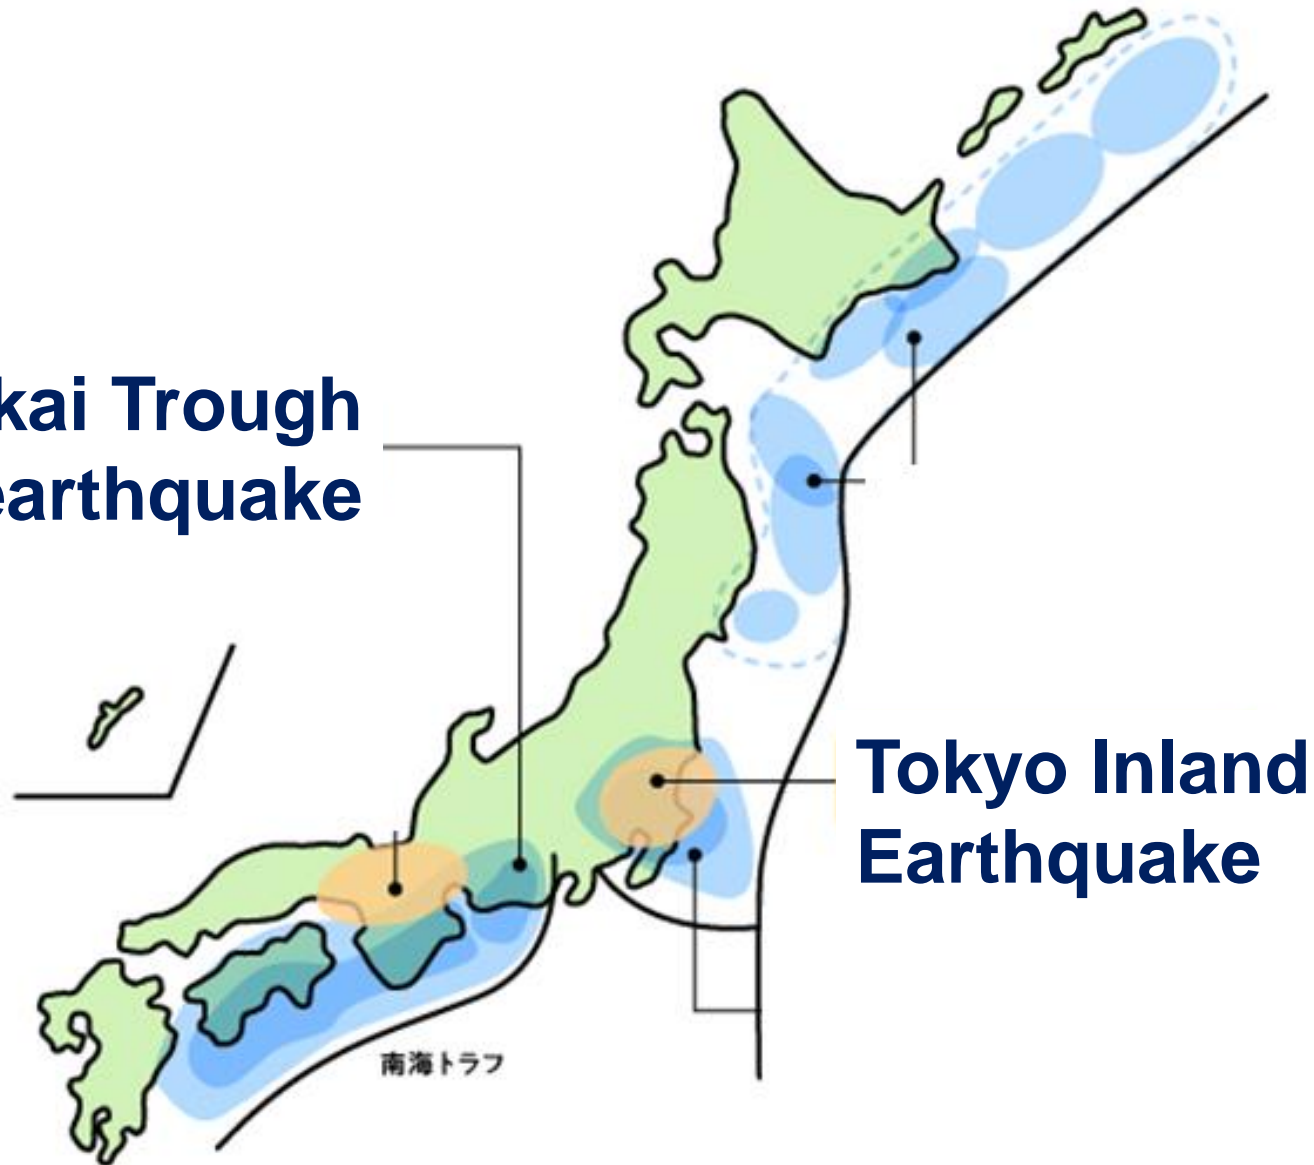 kai Trough
earthquake
Tokyo Inland
Earthquake
南海トラフ